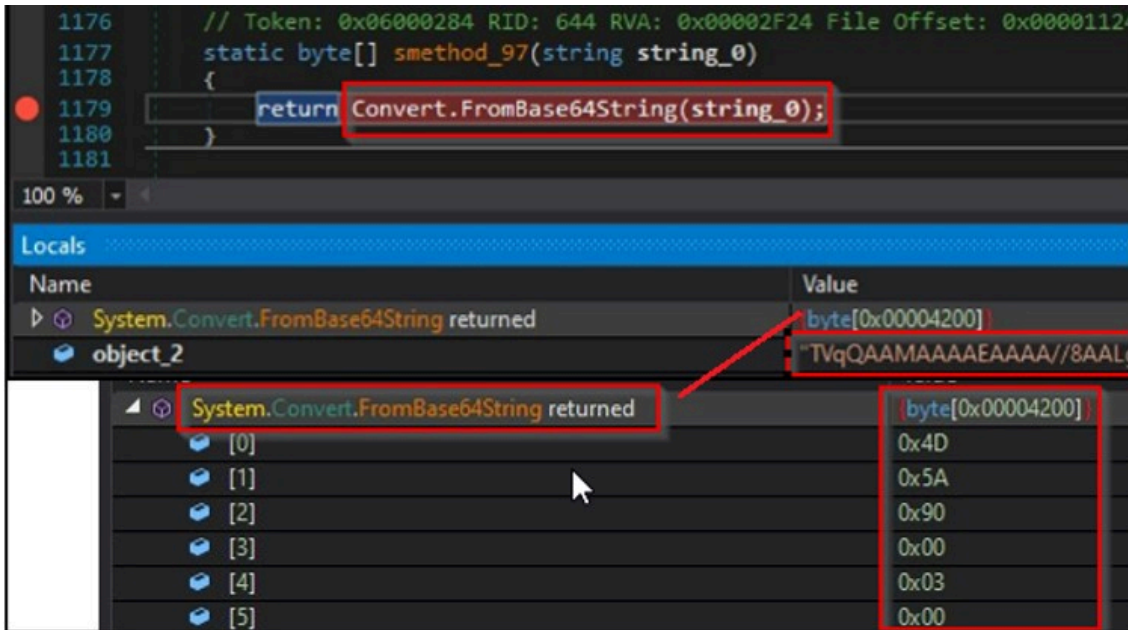 1176 // Token: 0x06000284 RID: 644 RVA: 0x00002F24 File Offset: 0x00001124
1177 static byte[] smethod_97(string string_0)
1178 {
1179 return Convert.FromBase64String(string_0);
1180 }
1181
100 %
Locals
Name Value
System.Convert.FromBase64String returned {byte[0x00004200]}
object_2 "TVqQAAMAAAAEAAAA//8AALg
System.Convert.FromBase64String returned {byte[0x00004200]}
[0] 0x4D
[1] 0x5A
[2] 0x90
[3] 0x00
[4] 0x03
[5] 0x00